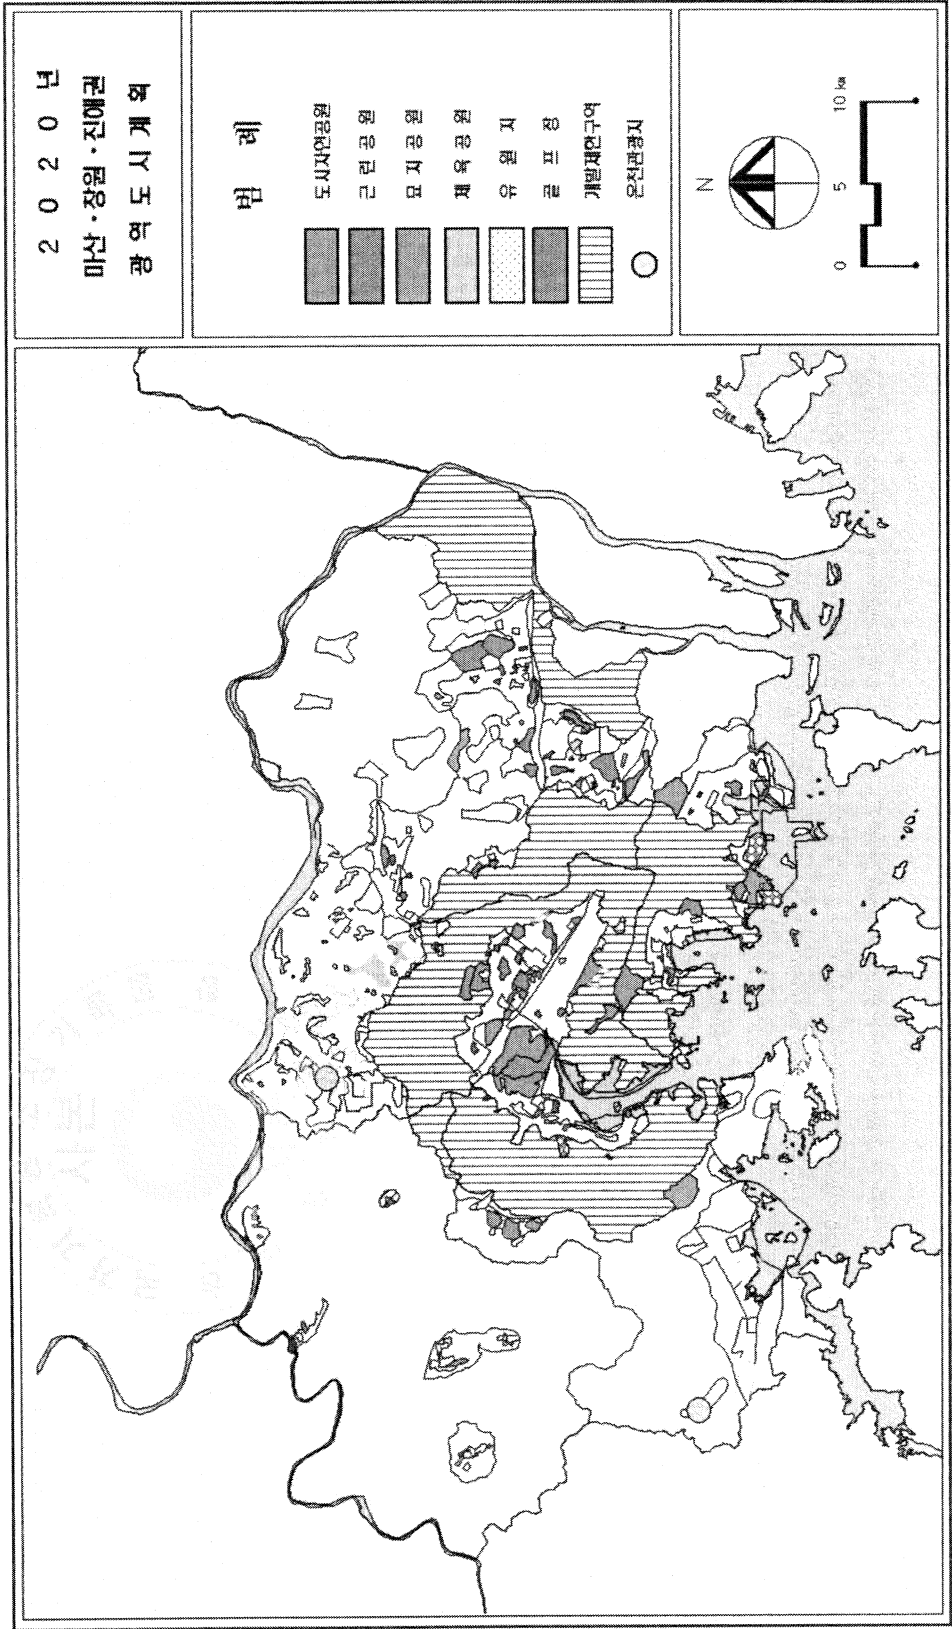 2 0 2 0 년
마산·창원·진해권
광 역 도 시 계 획
범 례
도시자연공원
근 린 공 원
묘 지 공 원
체 육 공 원
유 원 지
골 프 장
개발제한구역
온천관광지
N
0 5 10 km